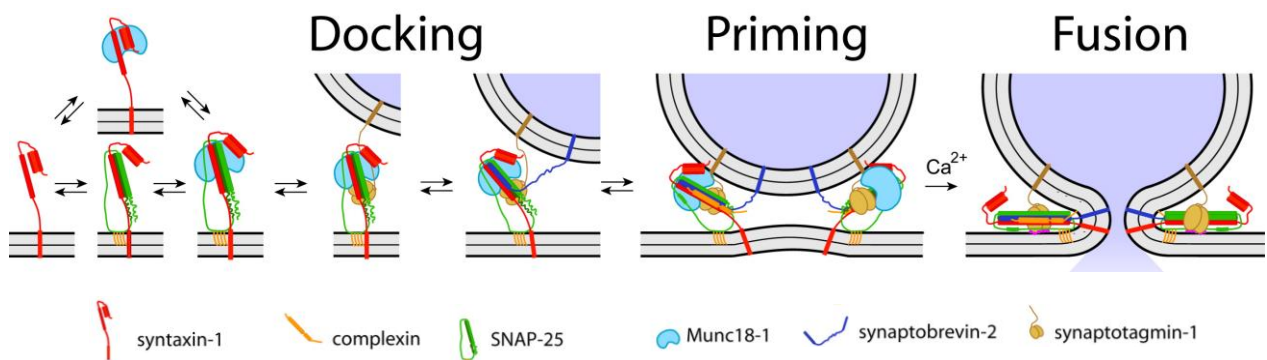 Docking Priming Fusion
Ca2+
syntaxin-1 complexin SNAP-25 Munc18-1 synaptobrevin-2 synaptotagmin-1